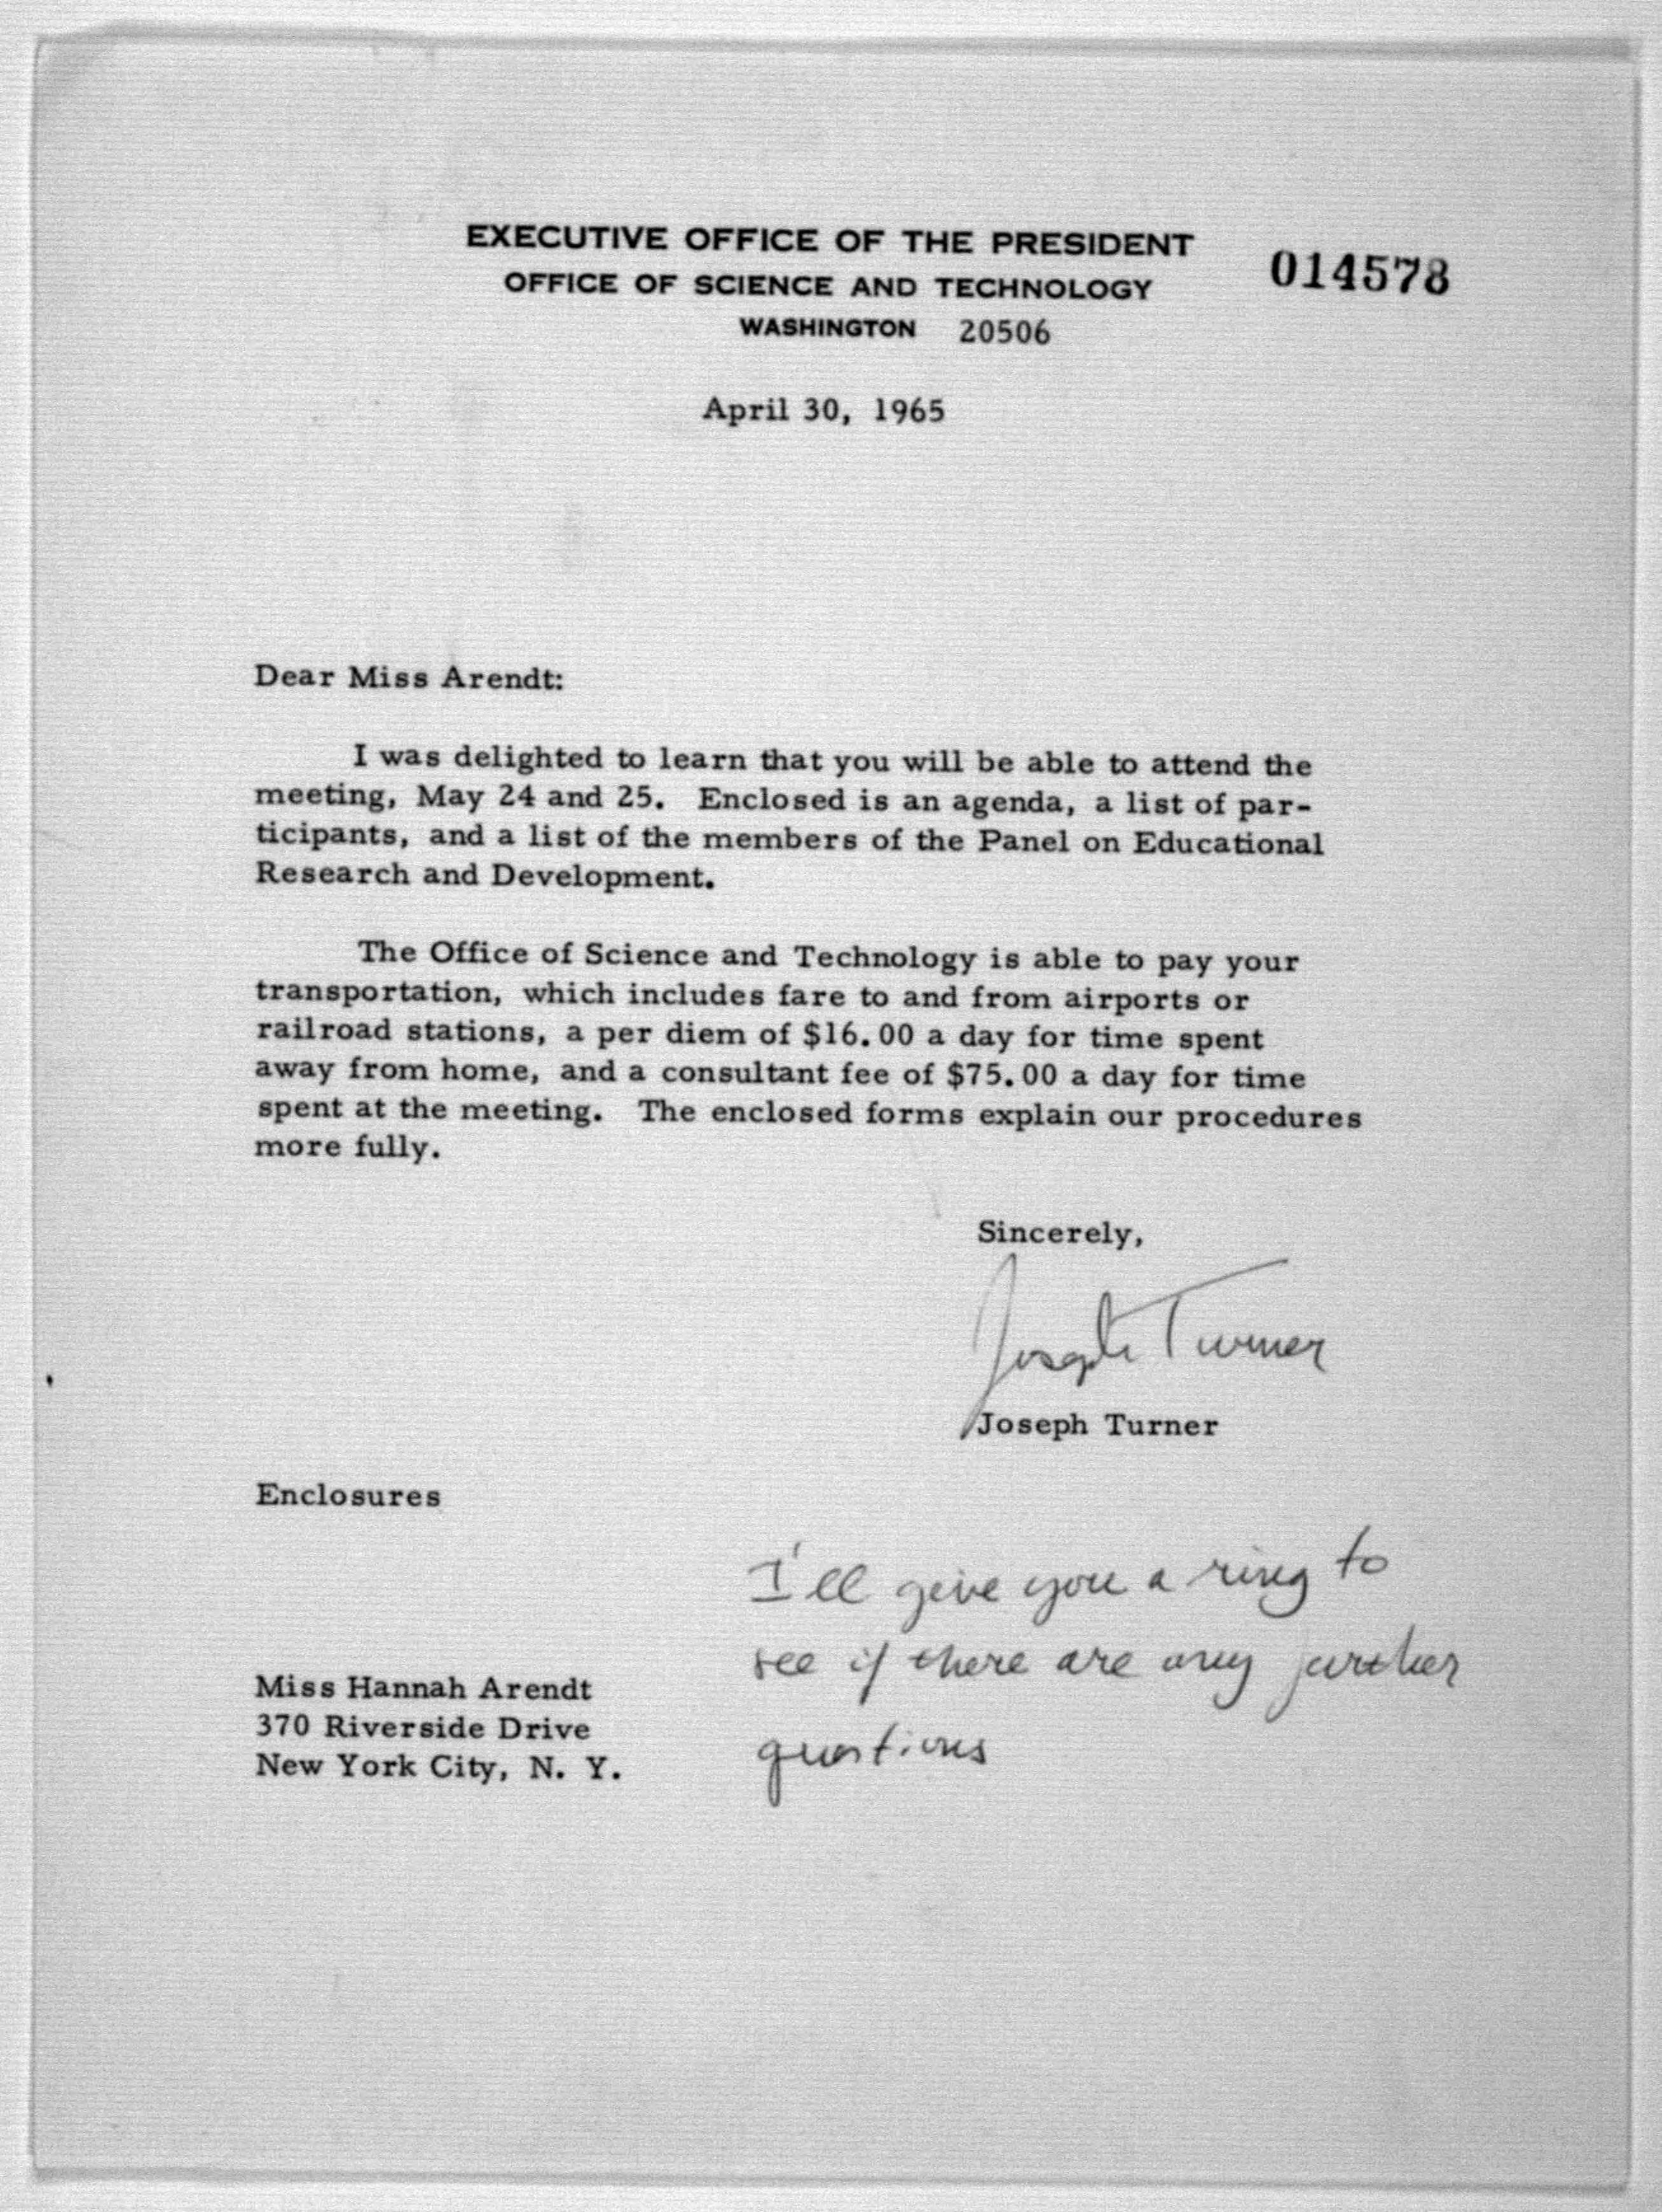 EXECUTIVE OFFICE OF THE PRESIDENT
OFFICE OF SCIENCE AND TECHNOLOGY
WASHINGTON 20506
014578
April 30, 1965
Dear Miss Arendt:
I was delighted to learn that you will be able to attend the
meeting, May 24 and 25. Enclosed is an agenda, a list of par-
ticipants, and a list of the members of the Panel on Educational
Research and Development.
The Office of Science and Technology is able to pay your
transportation, which includes fare to and from airports or
railroad stations, a per diem of $16.00 a day for time spent
away from home, and a consultant fee of $75.00 a day for time
spent at the meeting. The enclosed forms explain our procedures
more fully.
Sincerely,
Joseph Turner
Joseph Turner
Enclosures
I'll give you a ring to
see if there are any further
questions
Miss Hannah Arendt
370 Riverside Drive
New York City, N. Y.